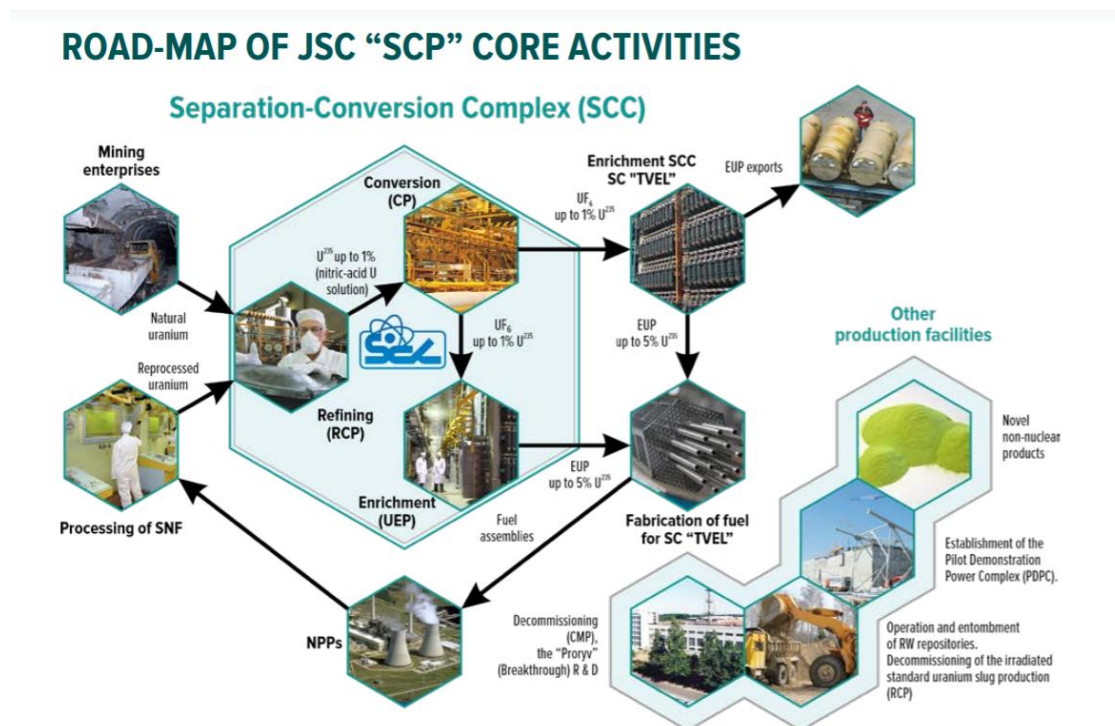 ROAD-MAP OF JSC “SCP” CORE ACTIVITIES
Separation-Conversion Complex (SCC)
Mining
enterprises
Conversion
(CP)
Enrichment SCC
SC "TVEL"
EUP exports
UF₆
up to 1% U²³⁵
U²³⁵ up to 1%
(nitric-acid U
solution)
Natural
uranium
UF₆
up to 1% U²³⁵
EUP
up to 5% U²³⁵
Other
production facilities
Reprocessed
uranium
Refining
(RCP)
Novel
non-nuclear
products
EUP
up to 5% U²³⁵
Enrichment
(UEP)
Processing of SNF
Fuel
assemblies
Fabrication of fuel
for SC “TVEL”
Establishment of the
Pilot Demonstration
Power Complex (PDPC).
NPPs
Decommissioning
(CMP),
the “Proryv”
(Breakthrough) R & D
Operation and entombment
of RW repositories.
Decommissioning of the irradiated
standard uranium slug production
(RCP)